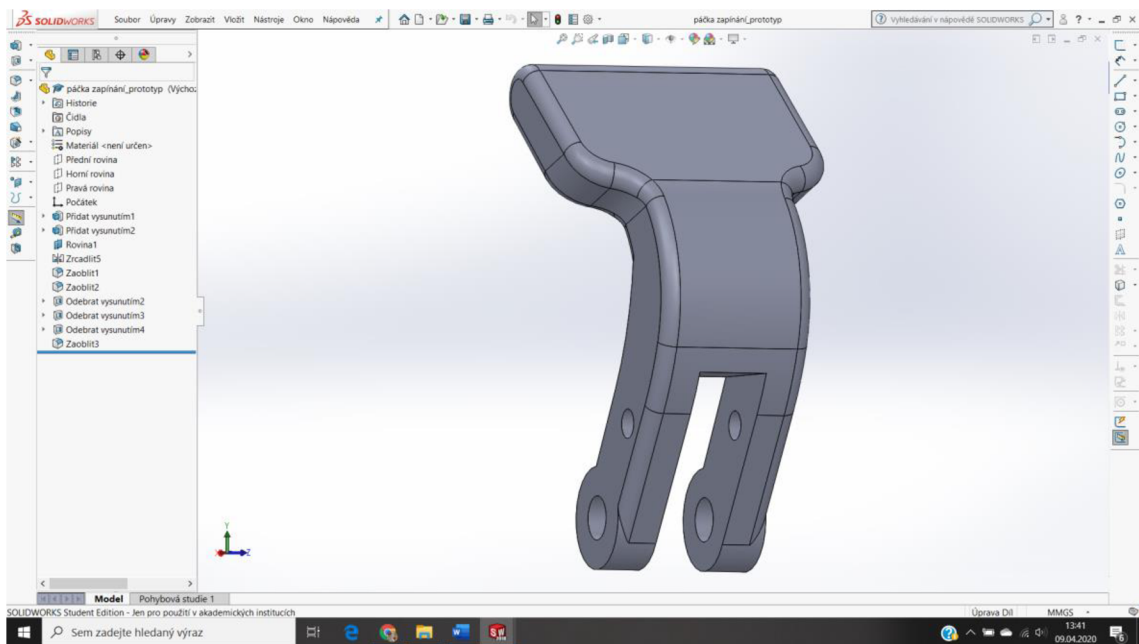 SOLIDWORKS Soubor Úpravy Zobrazit Vložit Nástroje Okno Nápověda páčka zapínání_prototyp Vyhledávání v nápovědě SOLIDWORKS
páčka zapínání_prototyp (Výchoz
Historie
Čidla
Popisy
Materiál <není určen>
Přední rovina
Horní rovina
Pravá rovina
Počátek
Přidat vysunutím1
Přidat vysunutím2
Rovina1
Zrcadlit5
Zaoblit1
Zaoblit2
Odebrat vysunutím2
Odebrat vysunutím3
Odebrat vysunutím4
Zaoblit3
Y
Z
Model Pohybová studie 1
SOLIDWORKS Student Edition - Jen pro použití v akademických institucích Úprava Díl MMGS
Sem zadejte hledaný výraz
13:41
09.04.2020